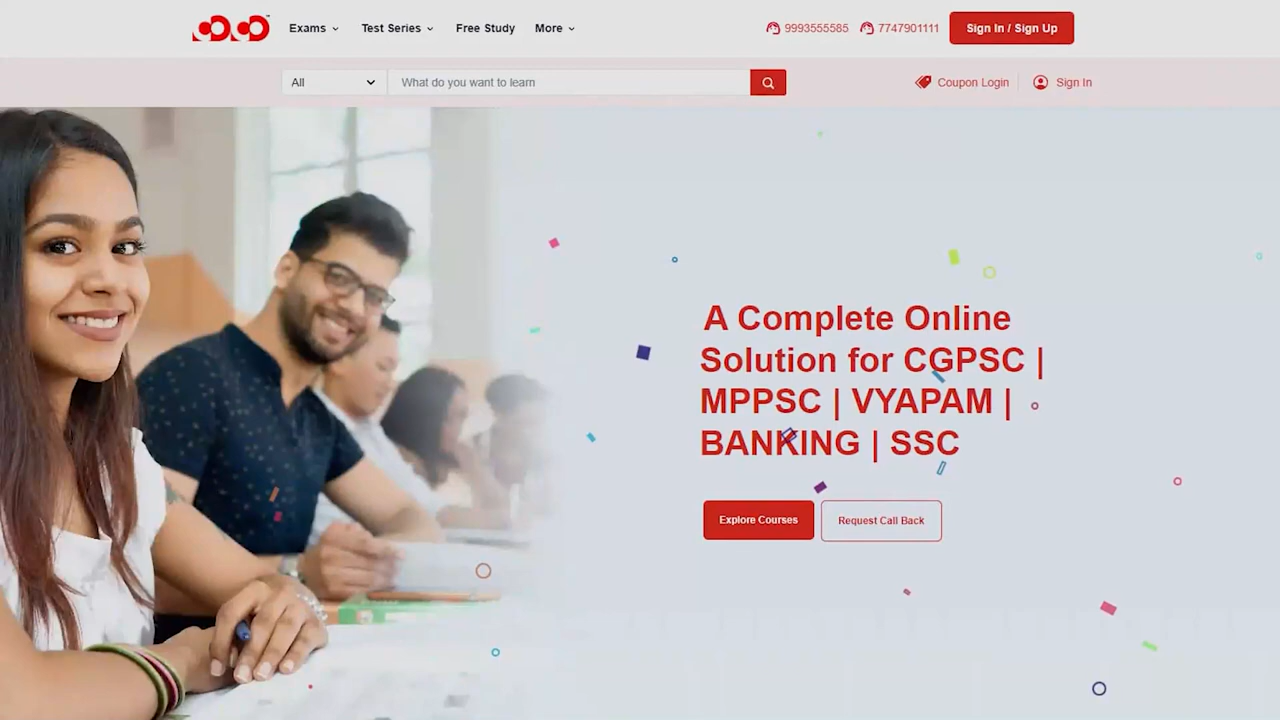 Exams
Test Series
Free Study
More
9993555585
7747901111
Sign In / Sign Up
All
What do you want to learn
Coupon Login
Sign In
A Complete Online
Solution for CGPSC |
MPPSC | VYAPAM |
BANKING | SSC
Explore Courses
Request Call Back